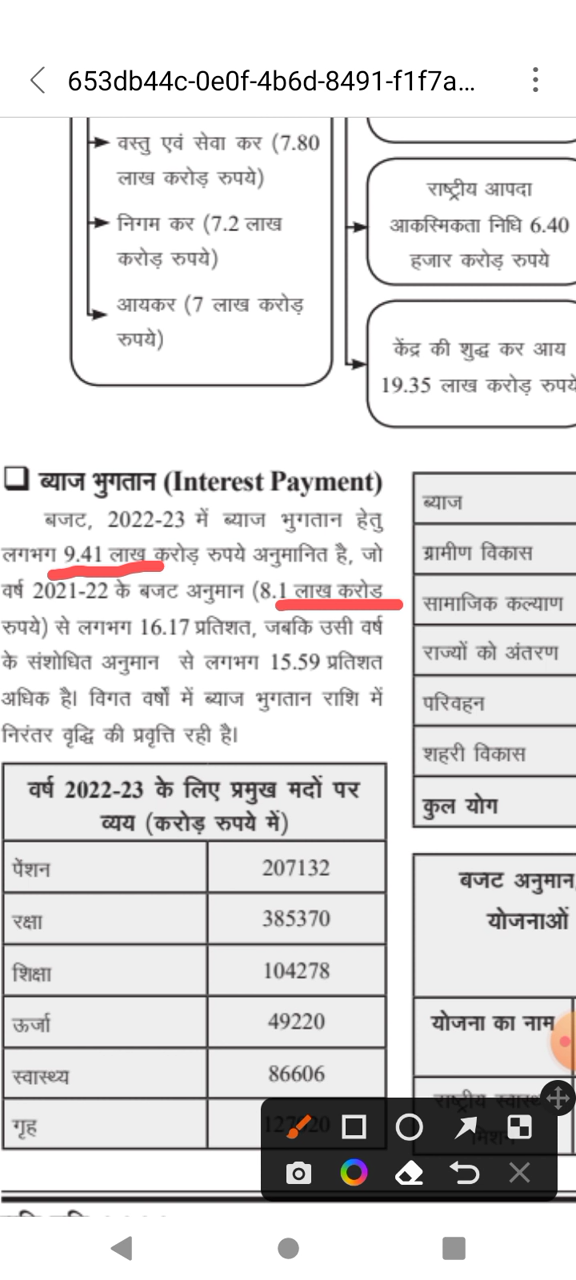 653db44c-0e0f-4b6d-8491-f1f7a...
वस्तु एवं सेवा कर (7.80
लाख करोड़ रुपये)
निगम कर (7.2 लाख
करोड़ रुपये)
आयकर (7 लाख करोड़
रुपये)
राष्ट्रीय आपदा
आकस्मिकता निधि 6.40
हजार करोड़ रुपये
केंद्र की शुद्ध कर आय
19.35 लाख करोड़ रुपये
ब्याज भुगतान (Interest Payment)
बजट, 2022-23 में ब्याज भुगतान हेतु
लगभग 9.41 लाख करोड़ रुपये अनुमानित है, जो
वर्ष 2021-22 के बजट अनुमान (8.1 लाख करोड़
रुपये) से लगभग 16.17 प्रतिशत, जबकि उसी वर्ष
के संशोधित अनुमान से लगभग 15.59 प्रतिशत
अधिक है। विगत वर्षों में ब्याज भुगतान राशि में
निरंतर वृद्धि की प्रवृत्ति रही है।
वर्ष 2022-23 के लिए प्रमुख मदों पर
व्यय (करोड़ रुपये में)
पेंशन 207132
रक्षा 385370
शिक्षा 104278
ऊर्जा 49220
स्वास्थ्य 86606
गृह
ब्याज
ग्रामीण विकास
सामाजिक कल्याण
राज्यों को अंतरण
परिवहन
शहरी विकास
कुल योग
बजट अनुमान,
योजनाओं
योजना का नाम
राष्ट्रीय
मिशन